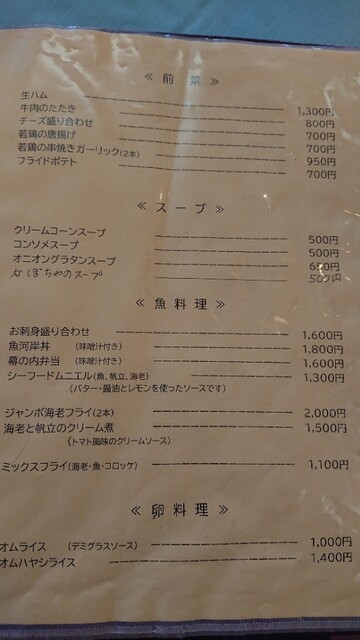 ≪ 前 菜 ≫
生ハム 1,300円
牛肉のたたき 800円
チーズ盛り合わせ 700円
若鶏の唐揚げ 700円
若鶏の串焼きガーリック(2本) 950円
フライドポテト 700円
≪ スープ ≫
クリームコーンスープ 500円
コンソメスープ 500円
オニオングラタンスープ 650円
かぼちゃのスープ 500円
≪ 魚料理 ≫
お刺身盛り合わせ 1,600円
魚河岸丼 (味噌汁付き) 1,800円
幕の内弁当 (味噌汁付き) 1,600円
シーフードムニエル(魚、帆立、海老) 1,300円
(バター・醤油とレモンを使ったソースです)
ジャンボ海老フライ(2本) 2,000円
海老と帆立のクリーム煮 1,500円
(トマト風味のクリームソース)
ミックスフライ(海老・魚・コロッケ) 1,100円
≪ 卵料理 ≫
オムライス (デミグラスソース) 1,000円
オムハヤシライス 1,400円